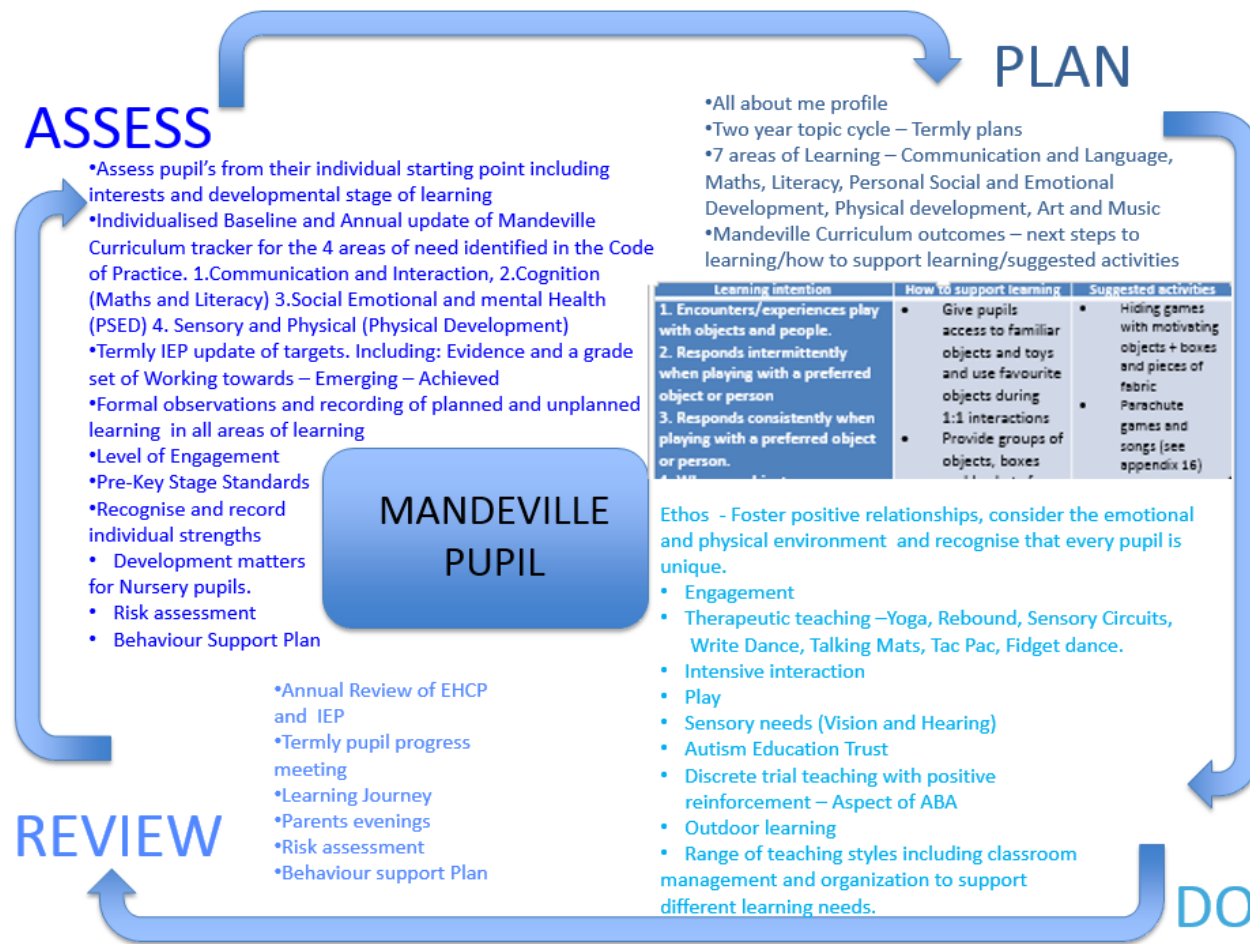 ASSESS
•Assess pupil's from their individual starting point including
interests and developmental stage of learning
•Individualised Baseline and Annual update of Mandeville
Curriculum tracker for the 4 areas of need identified in the Code
of Practice. 1.Communication and Interaction, 2.Cognition
(Maths and Literacy) 3.Social Emotional and mental Health
(PSED) 4. Sensory and Physical (Physical Development)
•Termly IEP update of targets. Including: Evidence and a grade
set of Working towards – Emerging – Achieved
•Formal observations and recording of planned and unplanned
learning in all areas of learning
•Level of Engagement
•Pre-Key Stage Standards
•Recognise and record
individual strengths
• Development matters
for Nursery pupils.
• Risk assessment
• Behaviour Support Plan
PLAN
•All about me profile
•Two year topic cycle – Termly plans
•7 areas of Learning – Communication and Language,
Maths, Literacy, Personal Social and Emotional
Development, Physical development, Art and Music
•Mandeville Curriculum outcomes – next steps to
learning/how to support learning/suggested activities
Learning intention
1. Encounters/experiences play
with objects and people.
2. Responds intermittently
when playing with a preferred
object or person
3. Responds consistently when
playing with a preferred object
or person.
How to support learning
• Give pupils
access to familiar
objects and toys
and use favourite
objects during
1:1 interactions
• Provide groups of
objects, boxes
Suggested activities
• Hiding games
with motivating
objects + boxes
and pieces of
fabric
• Parachute
games and
songs (see
appendix 16)
MANDEVILLE
PUPIL
Ethos - Foster positive relationships, consider the emotional
and physical environment and recognise that every pupil is
unique.
• Engagement
• Therapeutic teaching –Yoga, Rebound, Sensory Circuits,
Write Dance, Talking Mats, Tac Pac, Fidget dance.
• Intensive interaction
• Play
• Sensory needs (Vision and Hearing)
• Autism Education Trust
• Discrete trial teaching with positive
reinforcement – Aspect of ABA
• Outdoor learning
• Range of teaching styles including classroom
management and organization to support
different learning needs.
DO
•Annual Review of EHCP
and IEP
•Termly pupil progress
meeting
•Learning Journey
•Parents evenings
•Risk assessment
•Behaviour support Plan
REVIEW